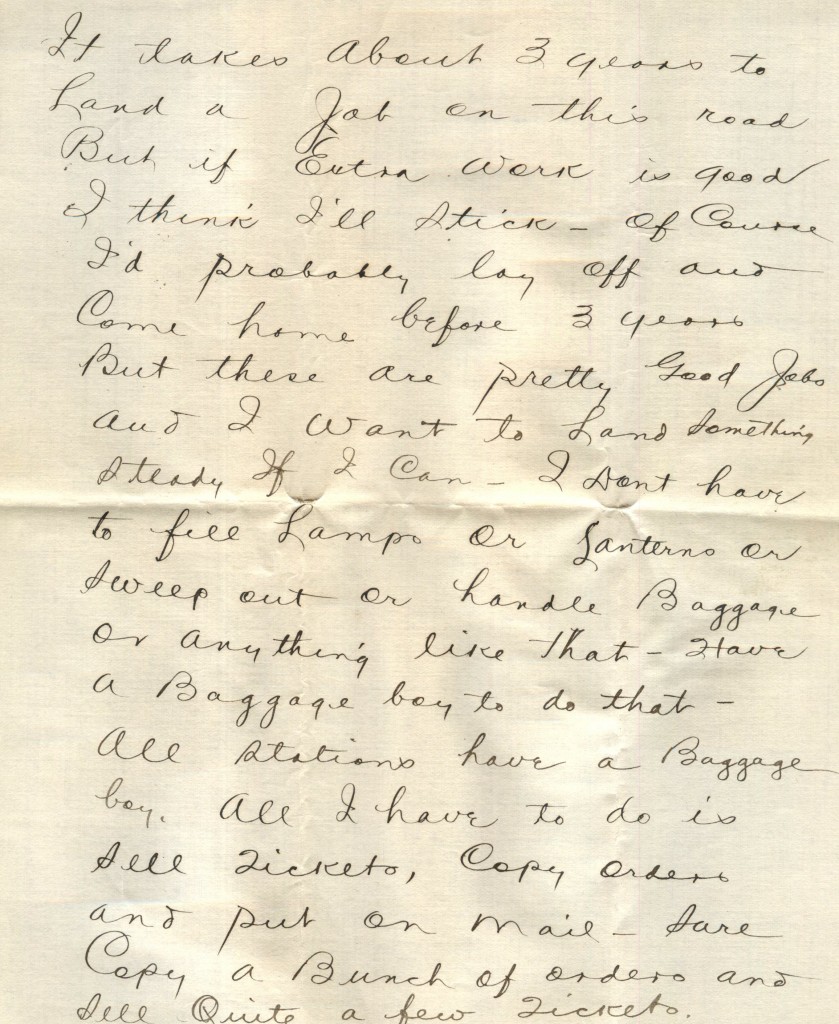 It takes About 3 years to
Land a Job on this road
But if Extra Work is good
I think I'll stick - Of Course
I'd probably lay off and
Come home before 3 years
But these are pretty Good Jobs
and I Want to Land something
steady If I Can - I Dont have
to fill Lamps Or Lanterns or
sweep out or handle Baggage
Or anything like that - Have
a Baggage boy to do that -
All stations have a Baggage
boy. All I have to do is
sell Tickets, Copy orders
and put on mail - sure
Copy a Bunch of orders and
sell Quite a few Tickets.